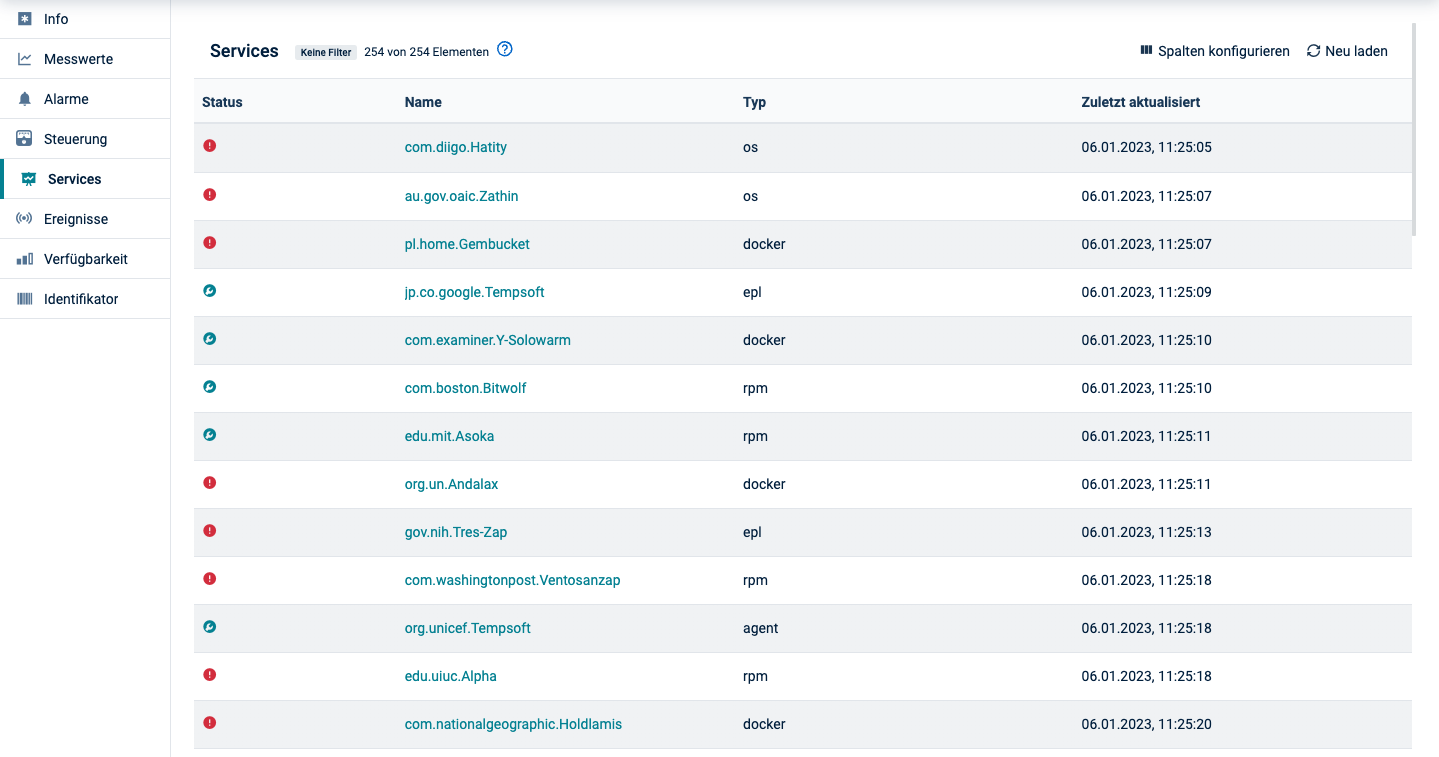 Info
Messwerte
Alarme
Steuerung
Services
Ereignisse
Verfügbarkeit
Identifikator
Services Keine Filter 254 von 254 Elementen Spalten konfigurieren Neu laden
Status Name Typ Zuletzt aktualisiert
com.diigo.Hatity os 06.01.2023, 11:25:05
au.gov.oaic.Zathin os 06.01.2023, 11:25:07
pl.home.Gembucket docker 06.01.2023, 11:25:07
jp.co.google.Tempsoft epl 06.01.2023, 11:25:09
com.examiner.Y-Solowarm docker 06.01.2023, 11:25:10
com.boston.Bitwolf rpm 06.01.2023, 11:25:10
edu.mit.Asoka rpm 06.01.2023, 11:25:11
org.un.Andalax docker 06.01.2023, 11:25:11
gov.nih.Tres-Zap epl 06.01.2023, 11:25:13
com.washingtonpost.Ventosanzap rpm 06.01.2023, 11:25:18
org.unicef.Tempsoft agent 06.01.2023, 11:25:18
edu.uiuc.Alpha rpm 06.01.2023, 11:25:18
com.nationalgeographic.Holdlamis docker 06.01.2023, 11:25:20